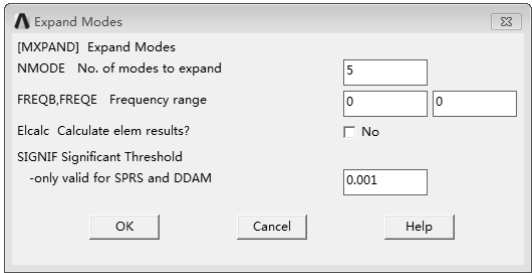 Expand Modes
[MXPAND] Expand Modes
NMODE No. of modes to expand 5
FREQB,FREQE Frequency range 0 0
Elcalc Calculate elem results? No
SIGNIF Significant Threshold
-only valid for SPRS and DDAM 0.001
OK Cancel Help